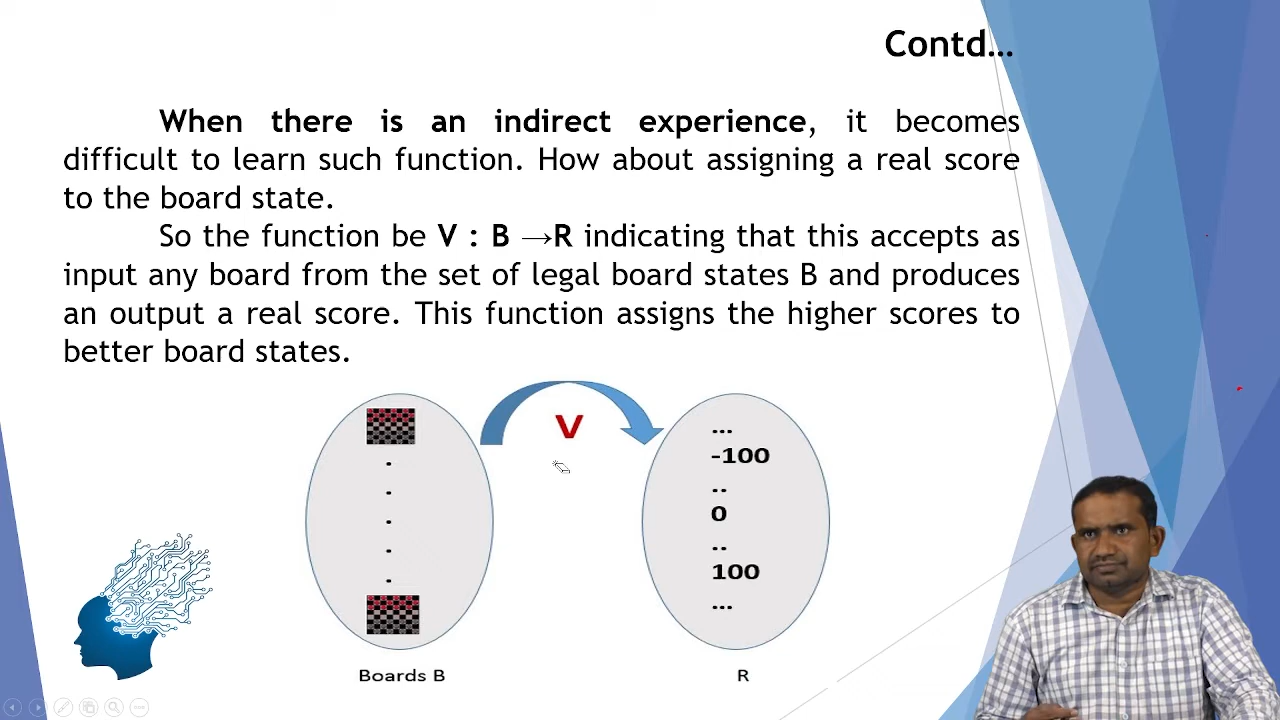 Contd...
When there is an indirect experience, it becomes
difficult to learn such function. How about assigning a real score
to the board state.
So the function be V : B →R indicating that this accepts as
input any board from the set of legal board states B and produces
an output a real score. This function assigns the higher scores to
better board states.
V
...
-100
..
0
..
100
...
Boards B
R